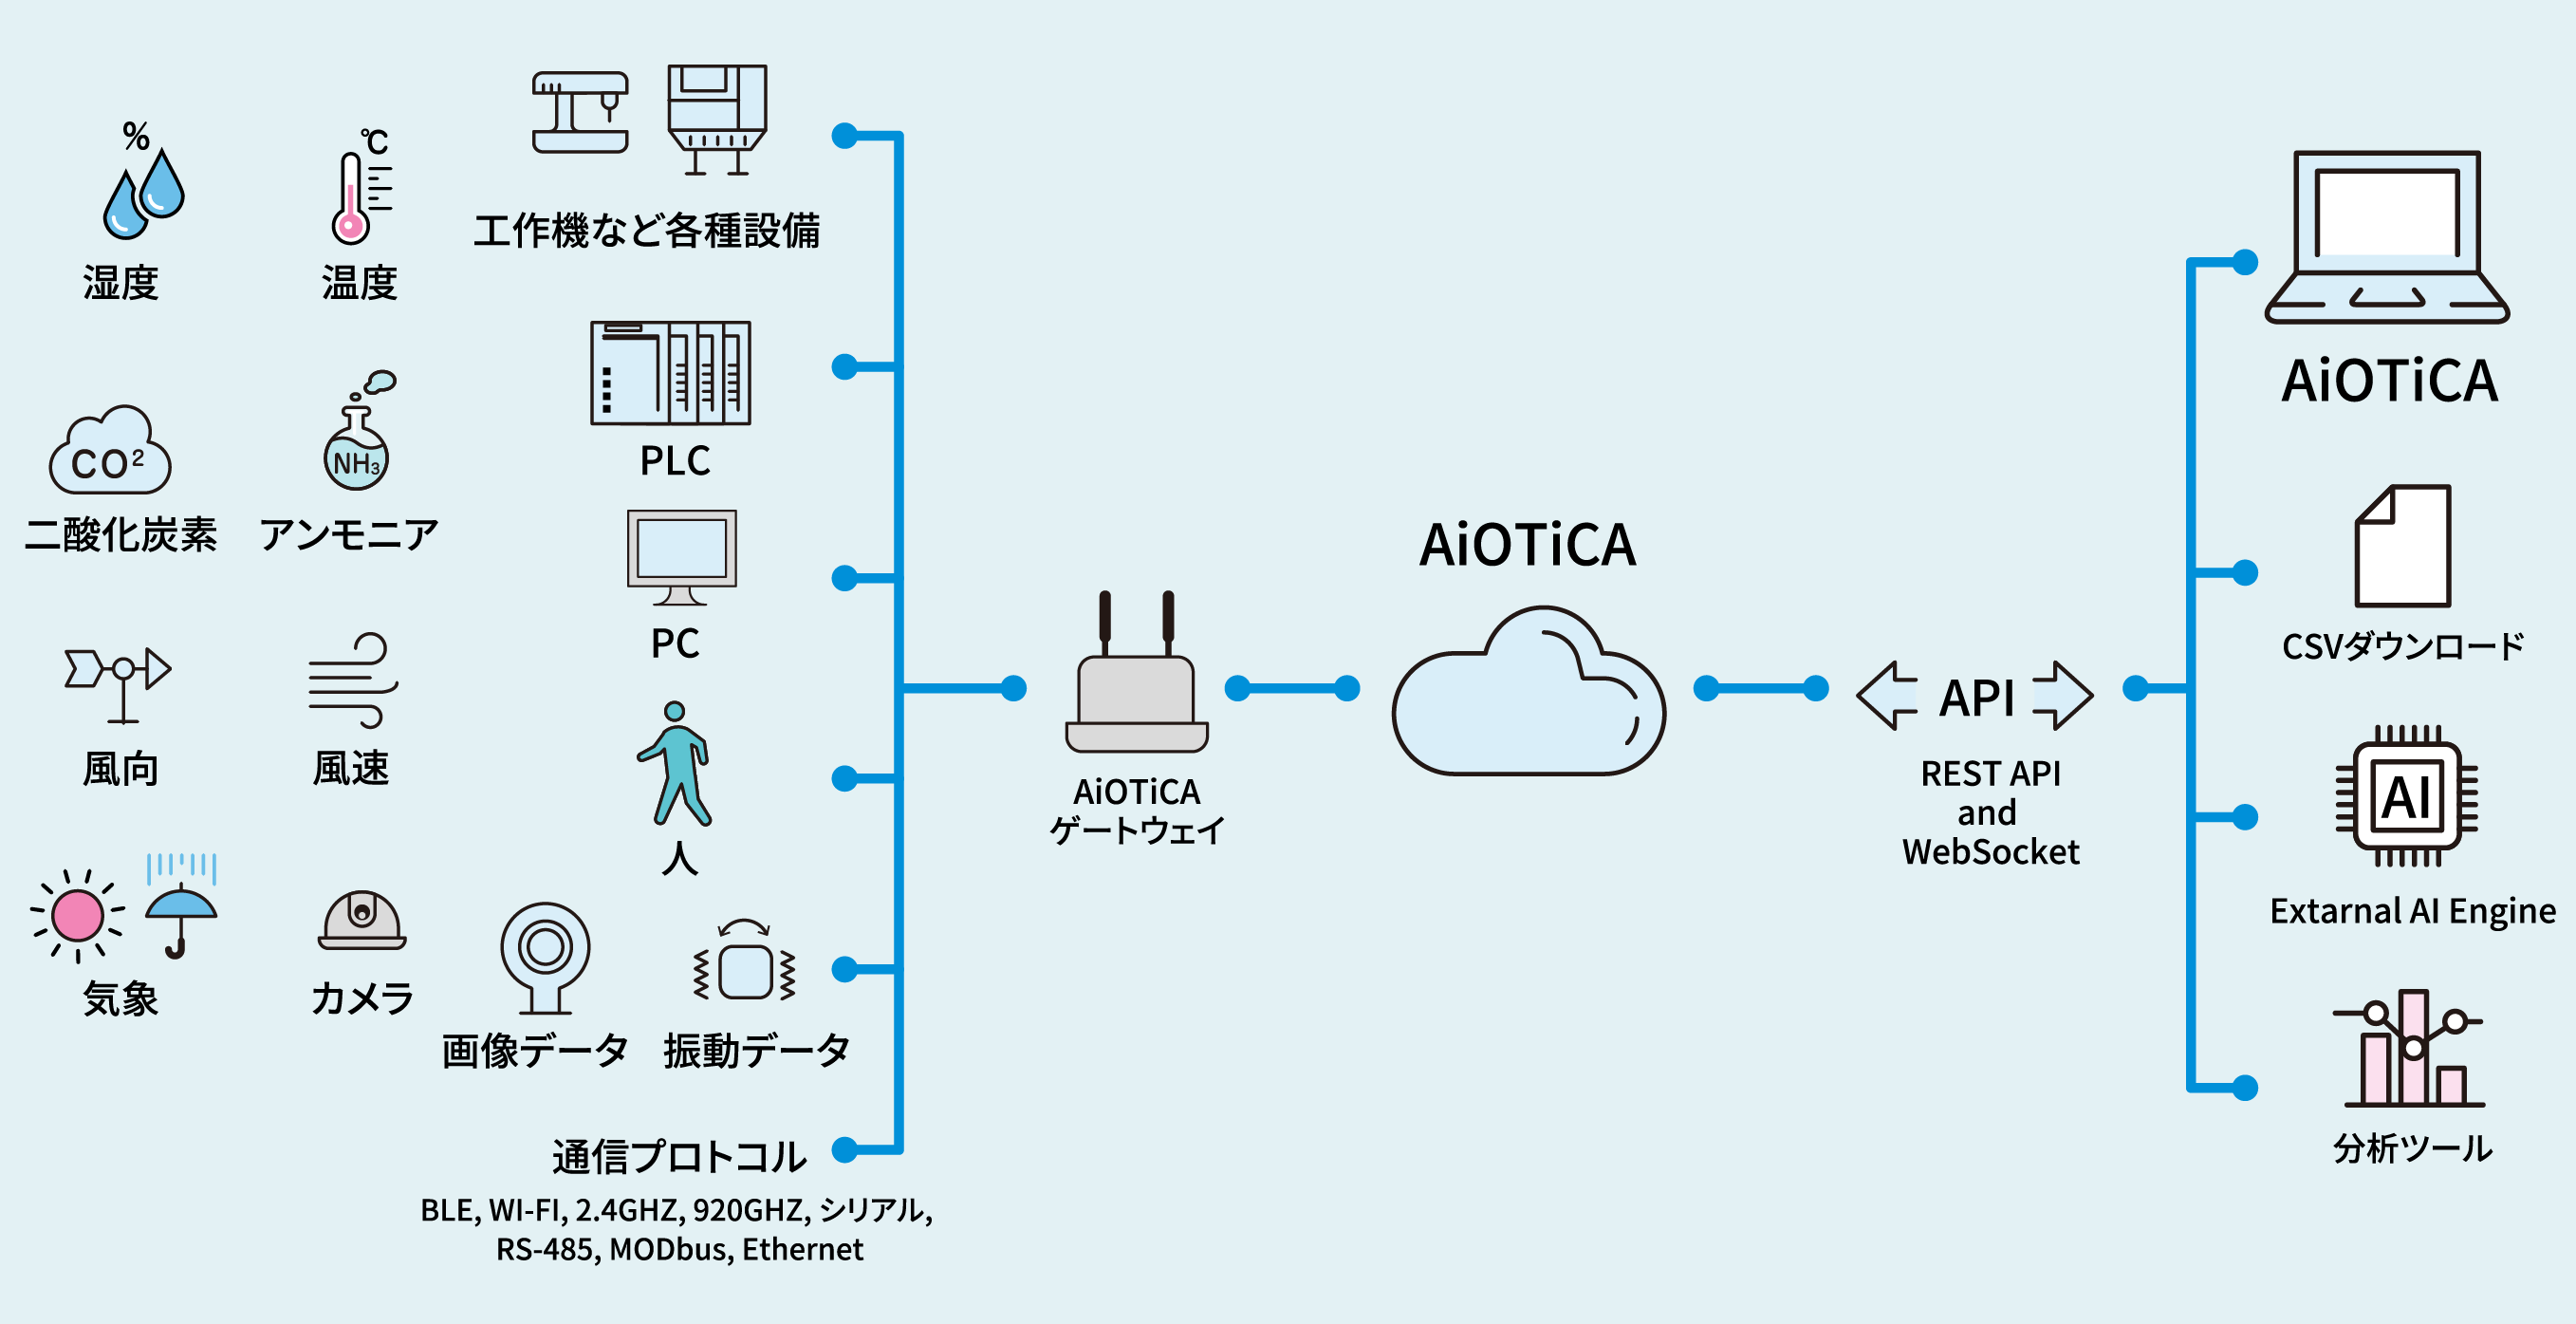 %
℃
湿度
温度
工作機など各種設備
CO²
NH₃
二酸化炭素
アンモニア
PLC
PC
風向
風速
人
気象
カメラ
画像データ
振動データ
通信プロトコル
BLE, WI-FI, 2.4GHZ, 920GHZ, シリアル,
RS-485, MODbus, Ethernet
AiOTiCA
ゲートウェイ
AiOTiCA
API
REST API
and
WebSocket
AiOTiCA
CSVダウンロード
AI
Extarnal AI Engine
分析ツール